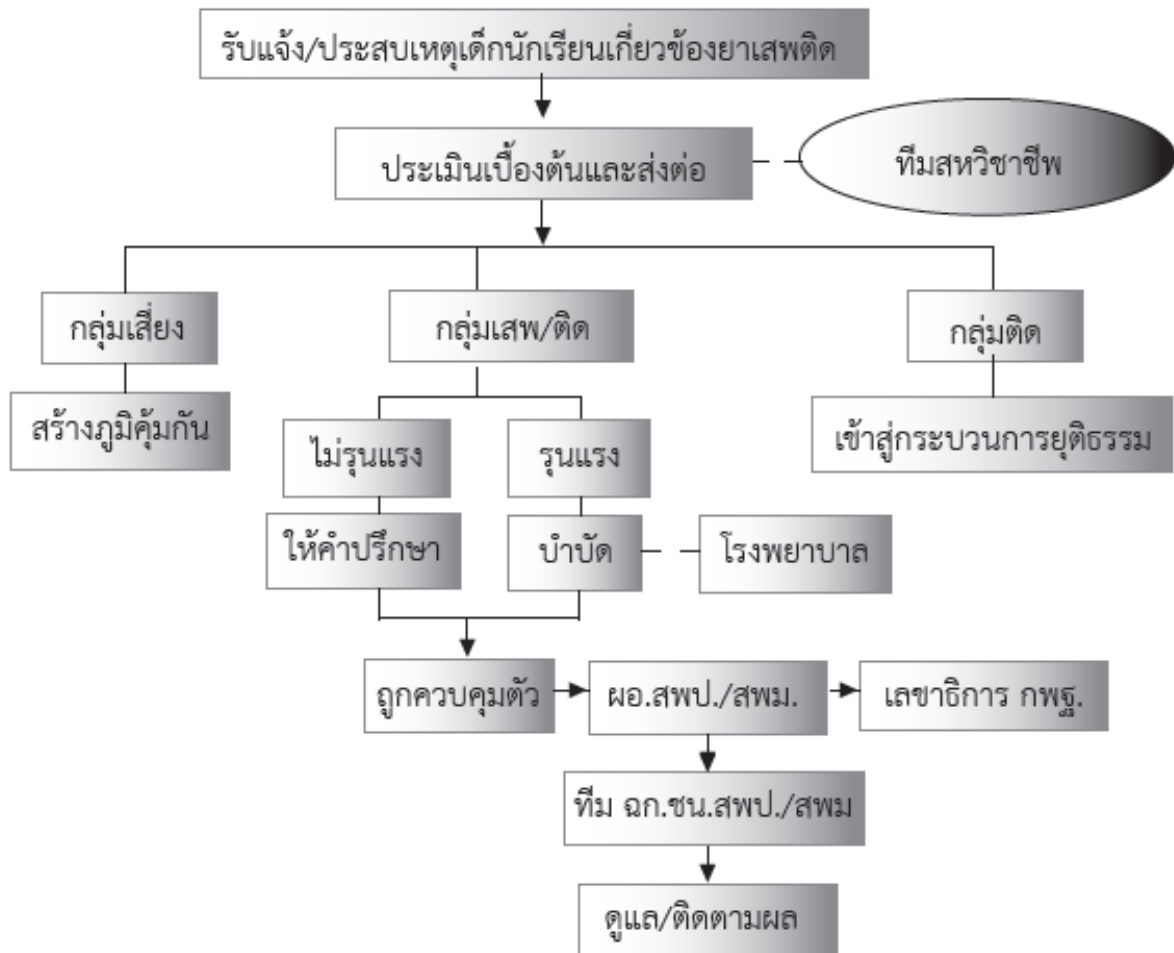 รับแจ้ง/ประสบเหตุเด็กนักเรียนเกี่ยวข้องยาเสพติด
ประเมินเบื้องต้นและส่งต่อ
ทีมสหวิชาชีพ
กลุ่มเสี่ยง
กลุ่มเสพ/ติด
กลุ่มติด
สร้างภูมิคุ้มกัน
ไม่รุนแรง
รุนแรง
เข้าสู่กระบวนการยุติธรรม
ให้คำปรึกษา
บำบัด
โรงพยาบาล
ถูกควบคุมตัว
ผอ.สพป./สพม.
เลขาธิการ กพฐ.
ทีม ฉก.ชน.สพป./สพม
ดูแล/ติดตามผล